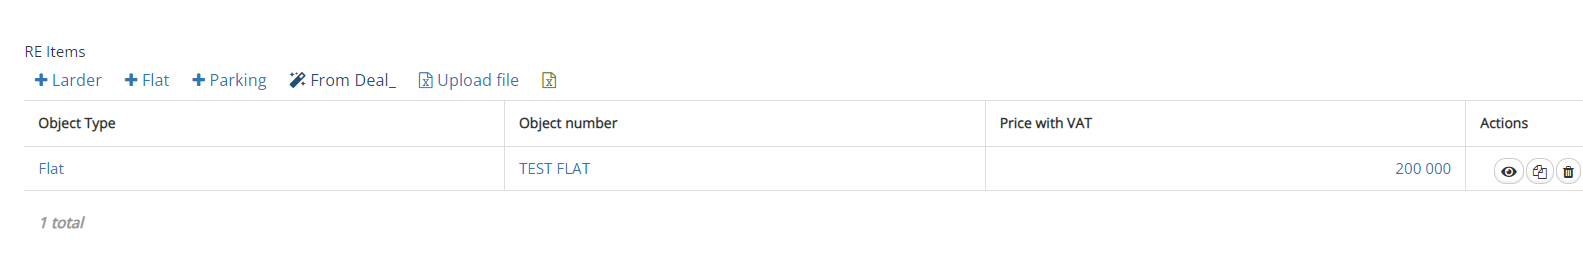 RE Items
Larder Flat Parking From Deal_ Upload file
Object Type Object number Price with VAT Actions
Flat TEST FLAT 200 000
1 total